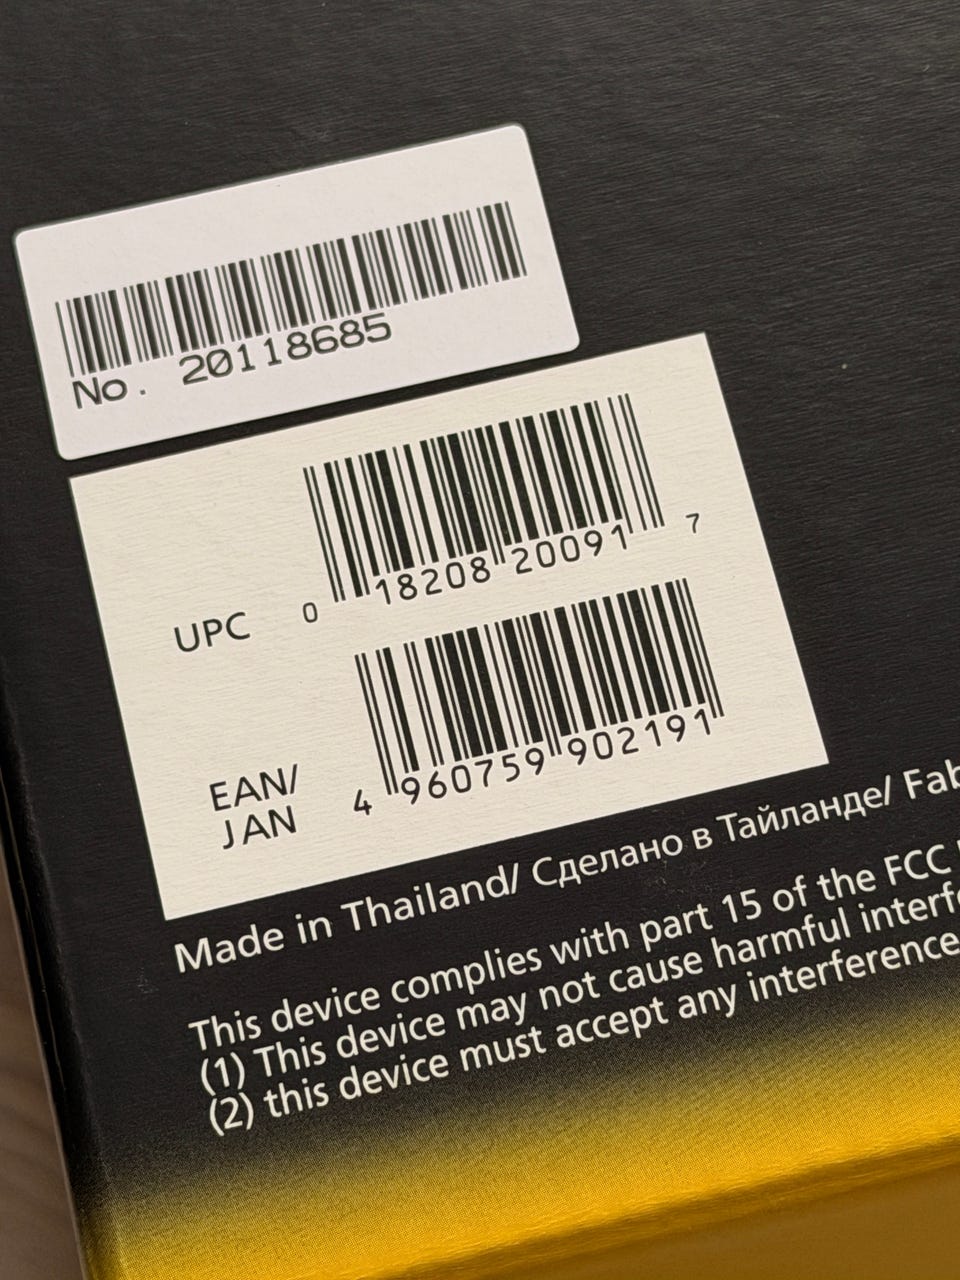 No. 20118685
UPC
0 18208 20091 7
EAN/
JAN
4 960759 902191
Made in Thailand/ Сделано в Тайланде/
This device complies with part 15 of the FCC
(1) This device may not cause harmful
(2) this device must accept any interference